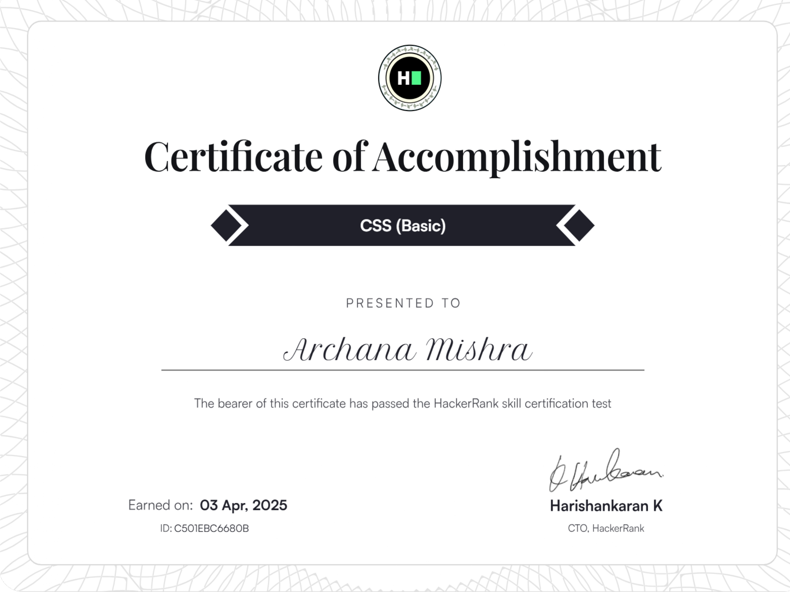 H
Certificate of Accomplishment
CSS (Basic)
PRESENTED TO
Archana Mishra
The bearer of this certificate has passed the HackerRank skill certification test
Earned on: 03 Apr, 2025
ID: C501EBC6680B
Harishankaran K
CTO, HackerRank